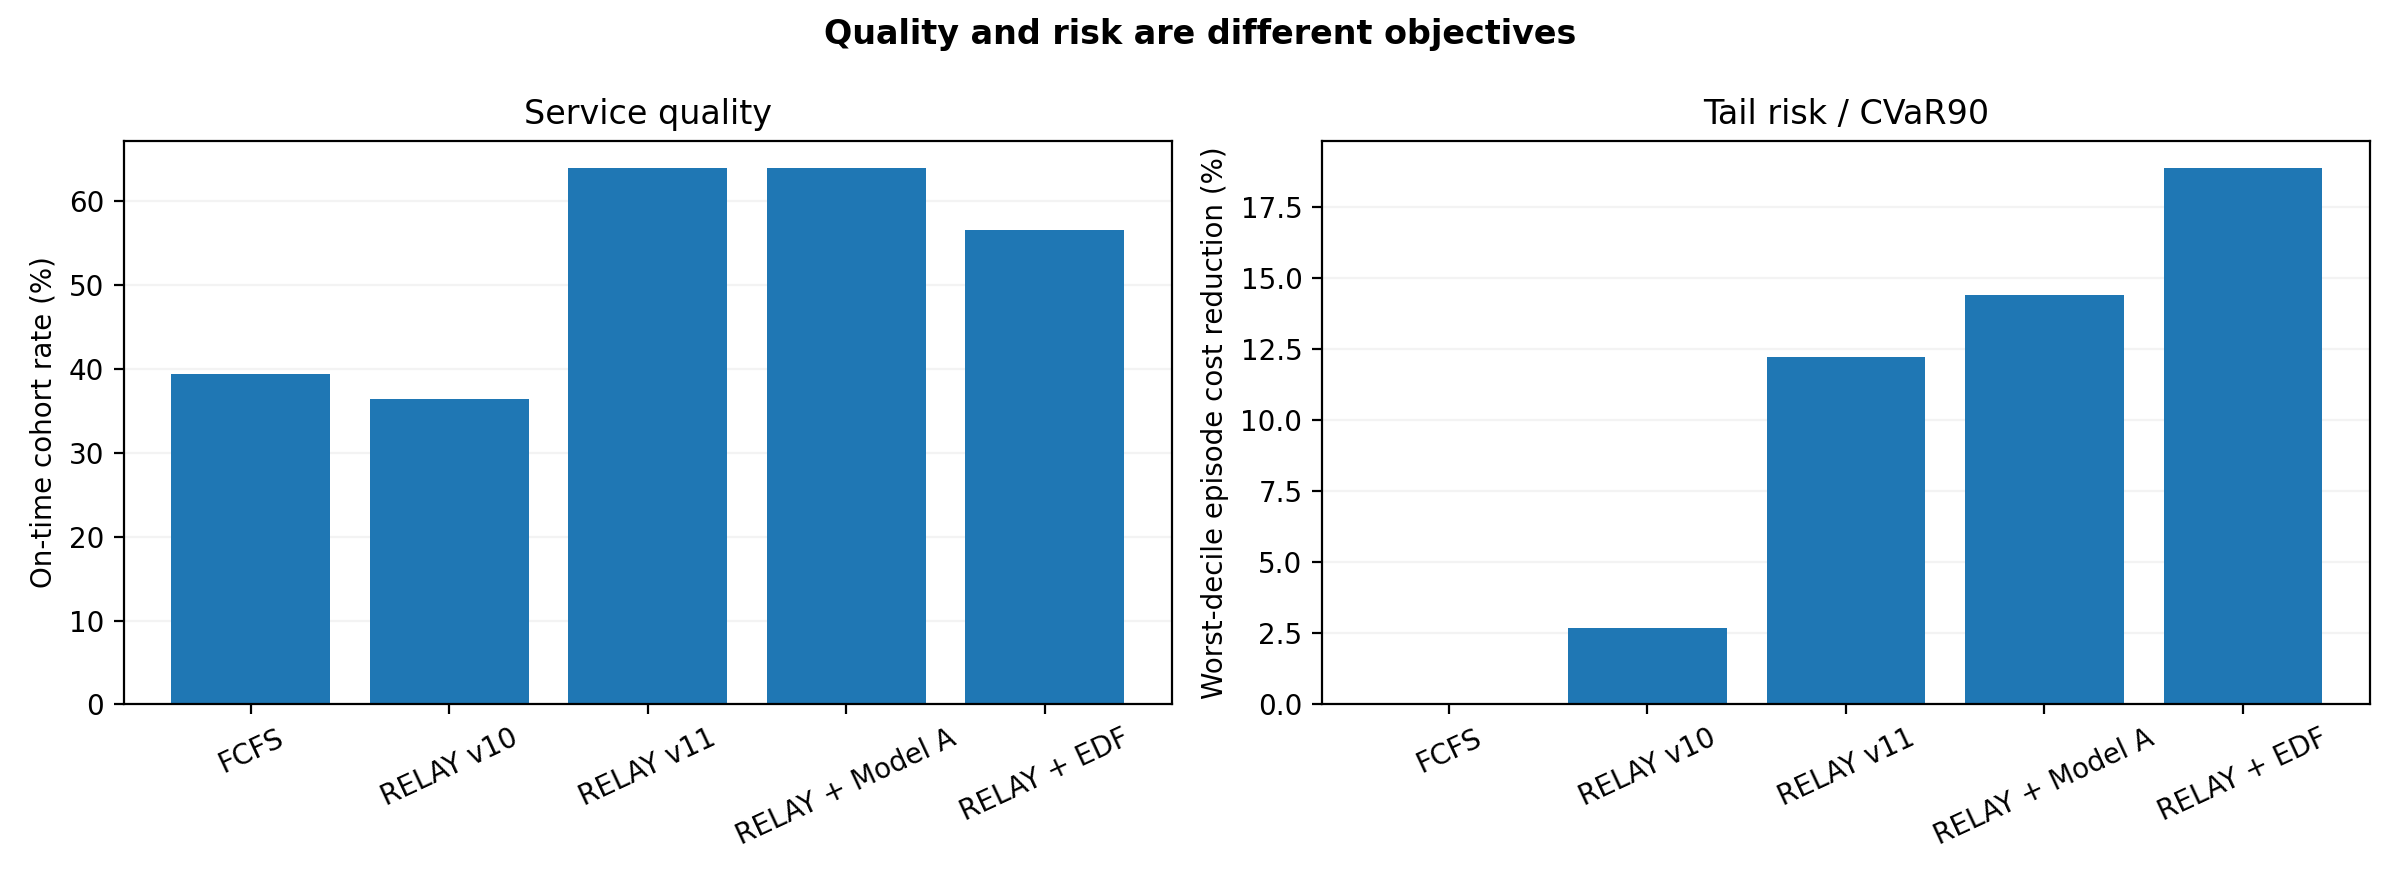 Quality and risk are different objectives
Service quality
On-time cohort rate (%)
60
50
40
30
20
10
0
FCFS
RELAY v10
RELAY v11
RELAY + Model A
RELAY + EDF
Tail risk / CVaR90
Worst-decile episode cost reduction (%)
17.5
15.0
12.5
10.0
7.5
5.0
2.5
0.0
FCFS
RELAY v10
RELAY v11
RELAY + Model A
RELAY + EDF